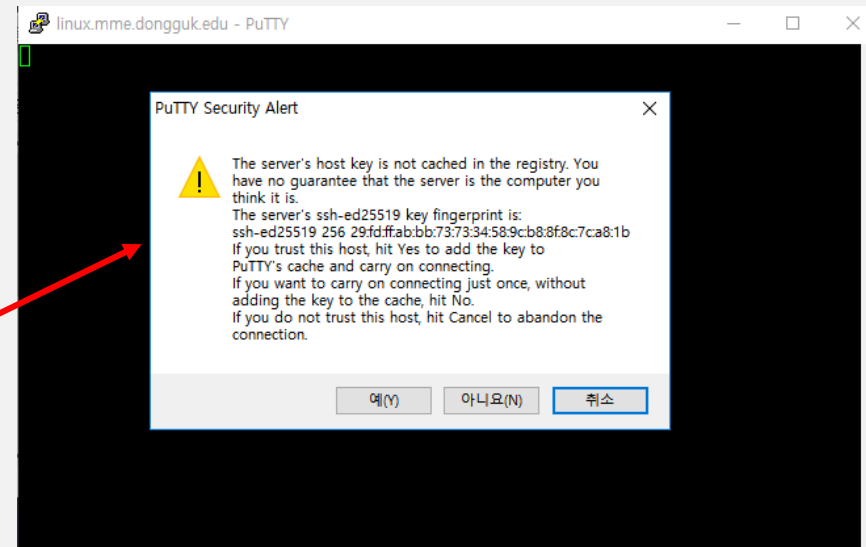 linux.mme.dongguk.edu - PuTTY
PuTTY Security Alert
The server's host key is not cached in the registry. You
have no guarantee that the server is the computer you
think it is.
The server's ssh-ed25519 key fingerprint is:
ssh-ed25519 256 29:fd:ff:ab:bb:73:73:34:58:9c:b8:8f:8c:7c:a8:1b
If you trust this host, hit Yes to add the key to
PuTTY's cache and carry on connecting.
If you want to carry on connecting just once, without
adding the key to the cache, hit No.
If you do not trust this host, hit Cancel to abandon the
connection.
예(Y) 아니요(N) 취소